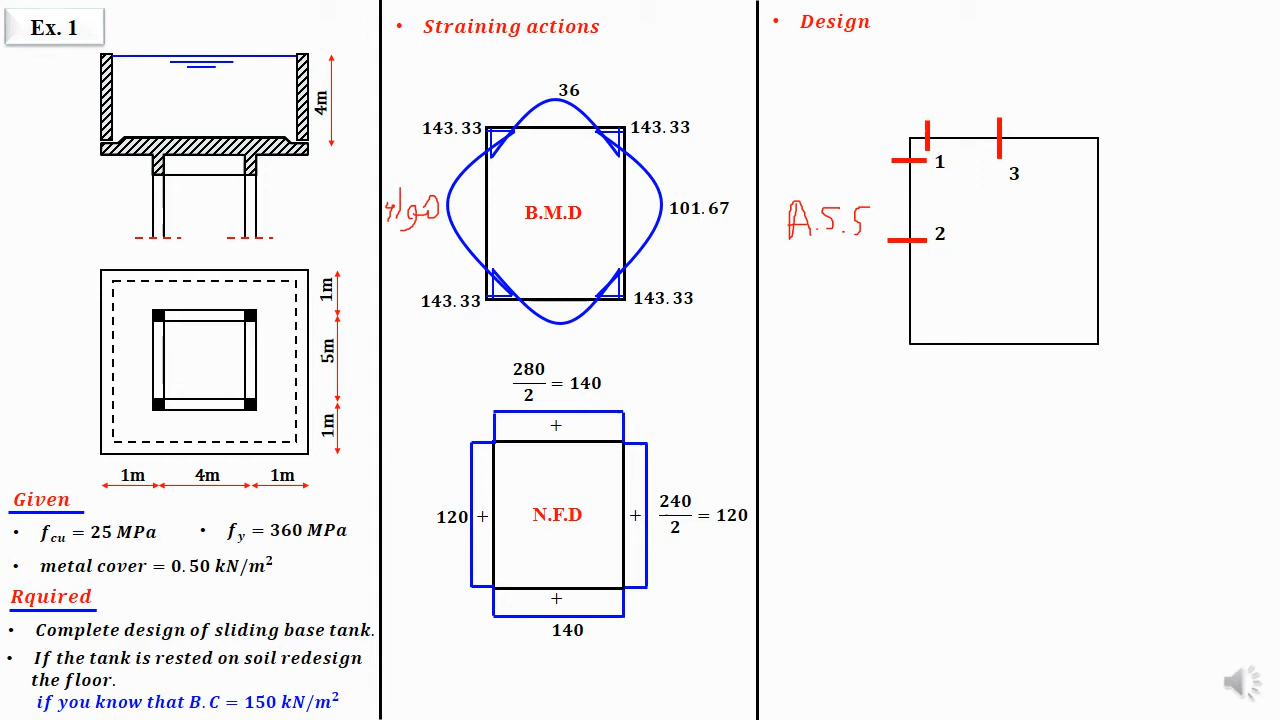 Ex. 1
4m
1m
5m
1m
1m 4m 1m
Given
• f_cu = 25 MPa • f_y = 360 MPa
• metal cover = 0.50 kN/m²
Rquired
• Complete design of sliding base tank.
• If the tank is rested on soil redesign
the floor.
if you know that B.C = 150 kN/m²
• Straining actions
36
143.33 143.33
B.M.D 101.67
143.33 143.33
280/2 = 140
+
120 + N.F.D + 240/2 = 120
+
140
• Design
1
3
A.S.S 2